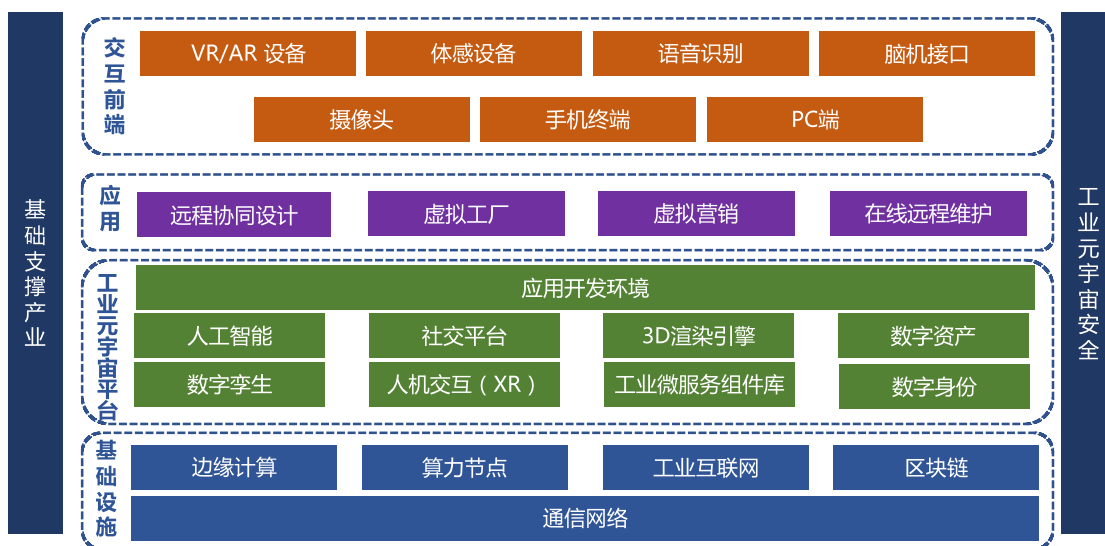 基础支撑产业
交互前端
VR/AR 设备
体感设备
语音识别
脑机接口
摄像头
手机终端
PC端
应用
远程协同设计
虚拟工厂
虚拟营销
在线远程维护
工业元宇宙平台
应用开发环境
人工智能
社交平台
3D渲染引擎
数字资产
数字孪生
人机交互（XR）
工业微服务组件库
数字身份
基础设施
边缘计算
算力节点
工业互联网
区块链
通信网络
工业元宇宙安全